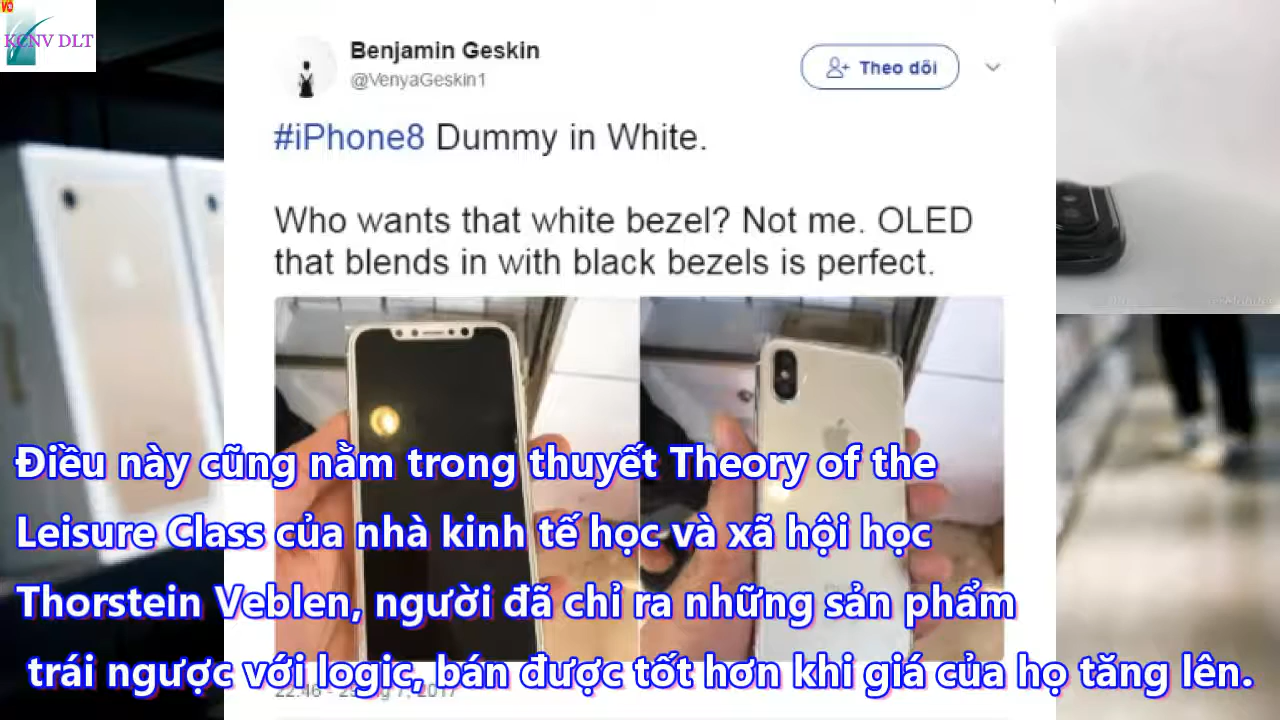 KCNV DLT
Benjamin Geskin
@VenyaGeskin1
Theo dõi
#iPhone8 Dummy in White.
Who wants that white bezel? Not me. OLED
that blends in with black bezels is perfect.
Điều này cũng nằm trong thuyết Theory of the
Leisure Class của nhà kinh tế học và xã hội học
Thorstein Veblen, người đã chỉ ra những sản phẩm
trái ngược với logic, bán được tốt hơn khi giá của họ tăng lên.